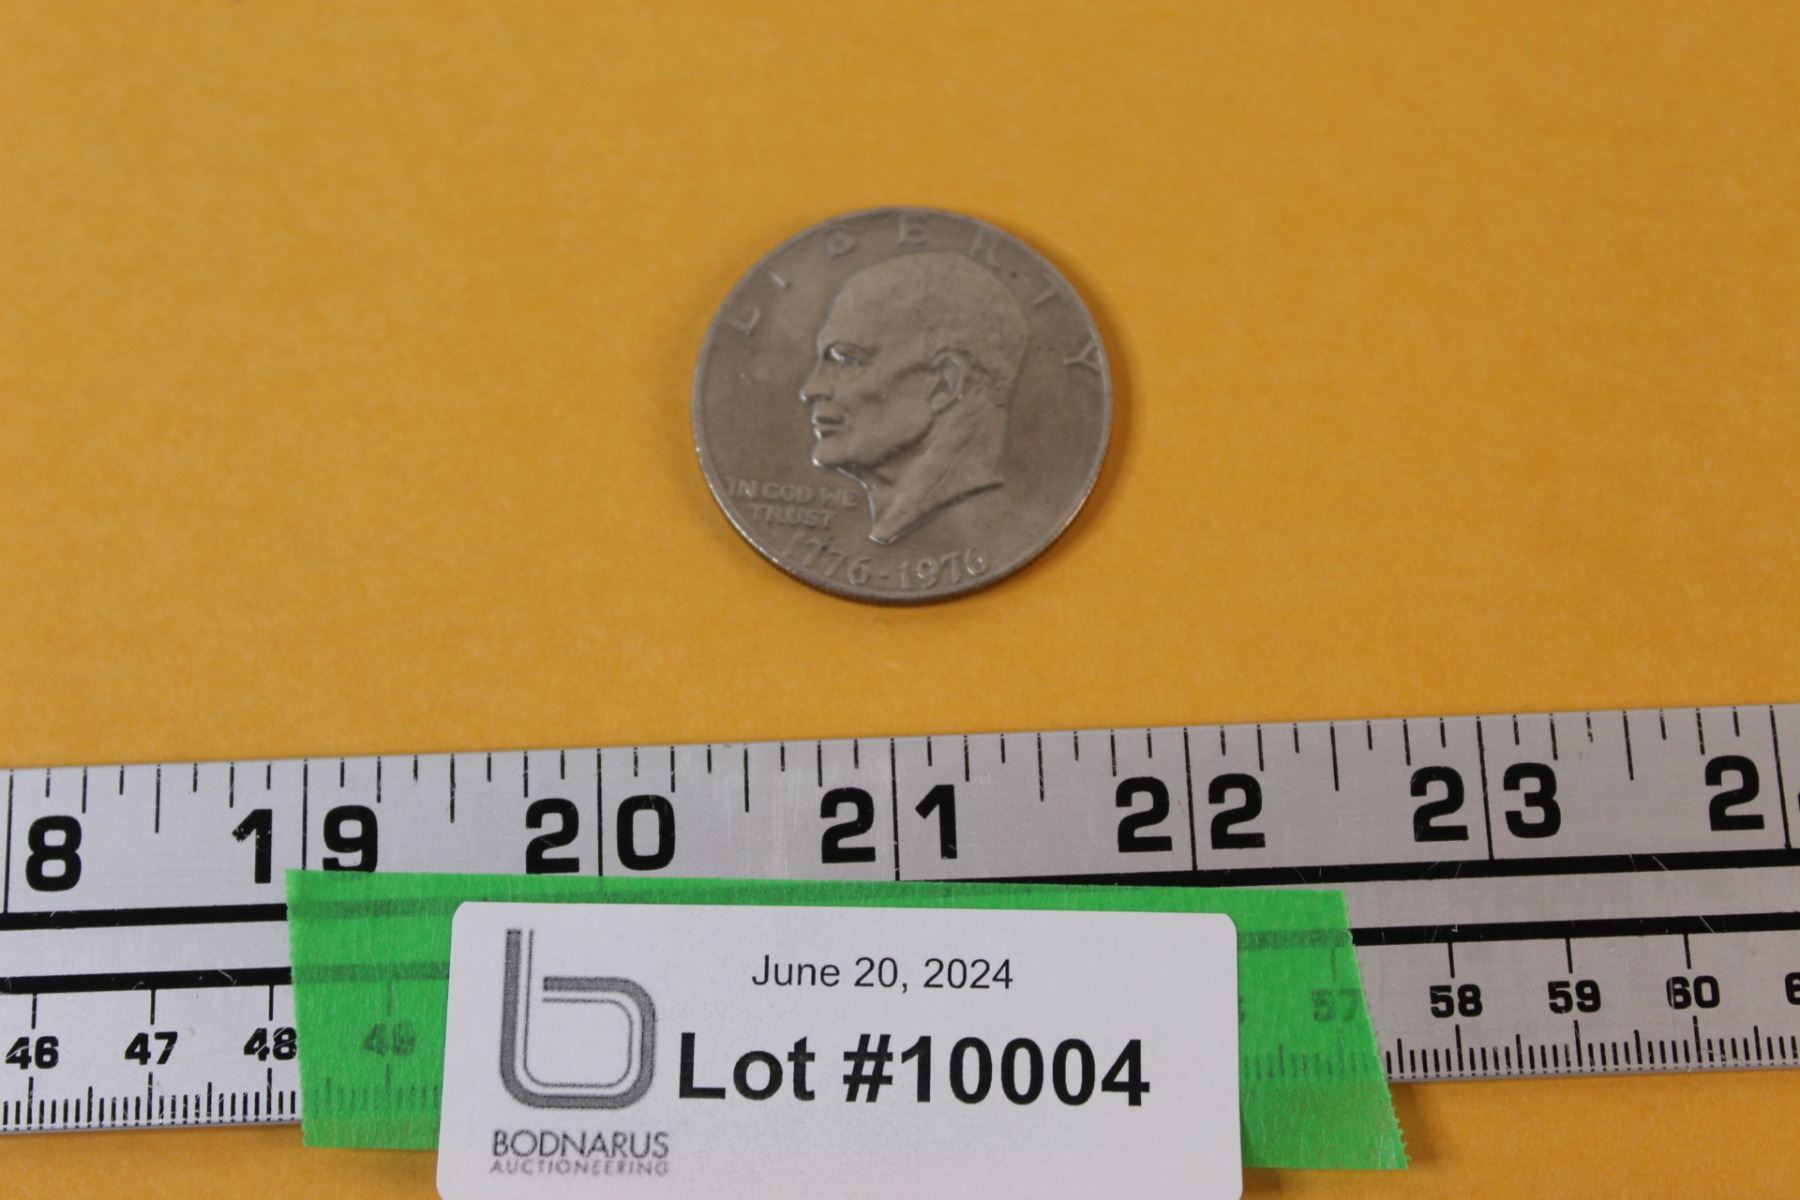 LIBERTY
IN GOD WE
TRUST
1776-1976
8 19 20 21 22 23 2
46 47 48 49 57 58 59 60
June 20, 2024
Lot #10004
BODNARUS
AUCTIONEERING